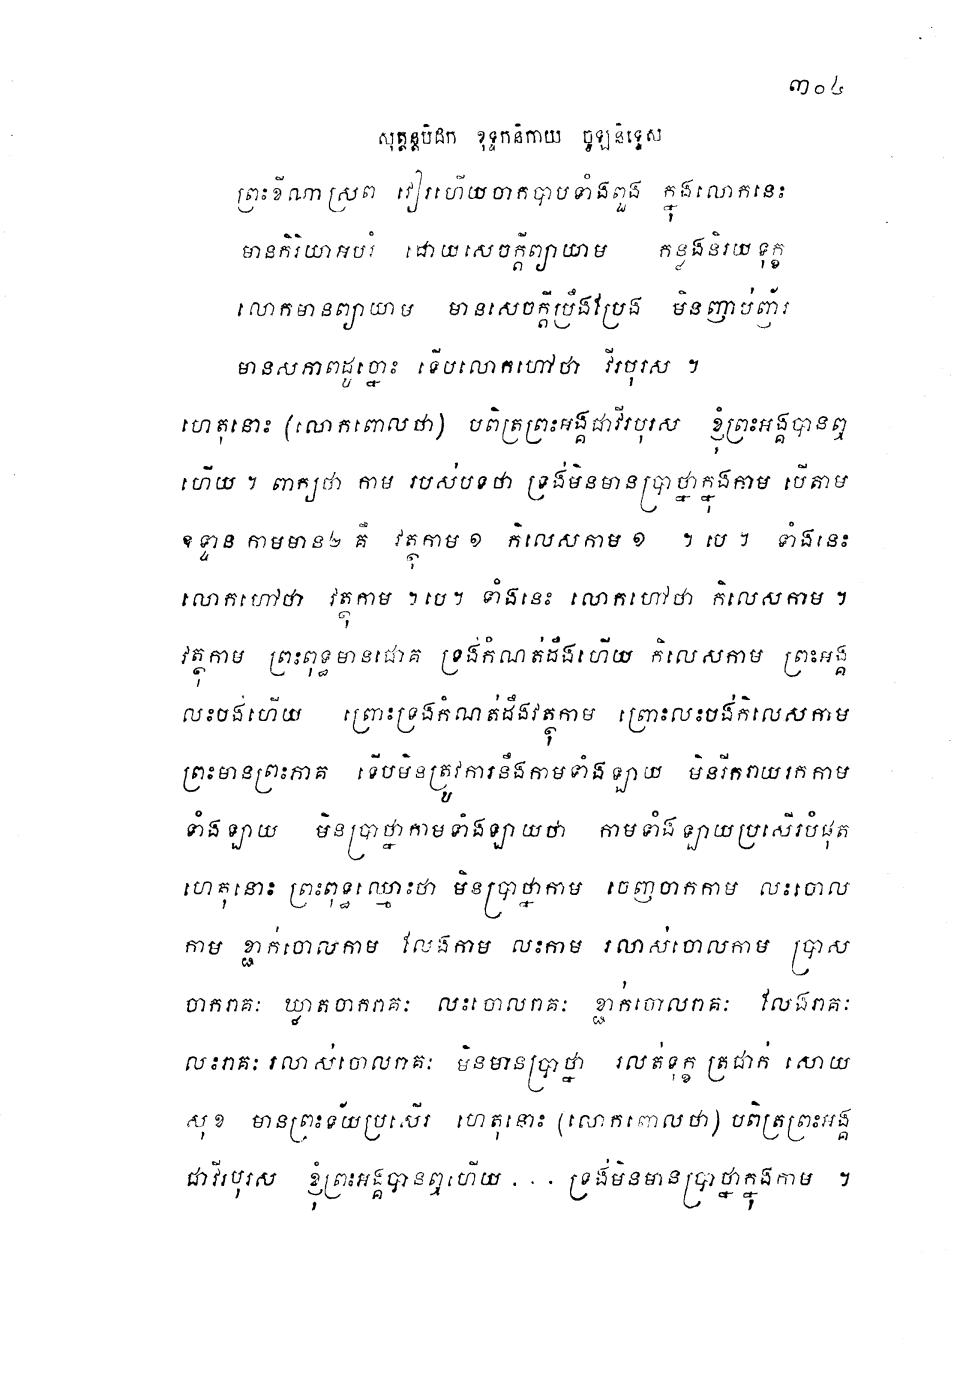 ៣០៤
សុត្តន្តបិដក ខុទ្ទកនិកាយ ចូឡនិទ្ទេស
ព្រះខីណាស្រព វៀរហើយចាកបាបទាំងពួង ក្នុងលោកនេះ
មានកិរិយាអបរំ ដោយសេចក្តីព្យាយាម កន្លងនិរយទុក្ខ
លោកមានព្យាយាម មានសេចក្តីប្រឹងប្រែង មិនញាប់ញ័រ
មានសភាពដូច្នោះ ទើបលោកហៅថា វីរបុរស ។
ហេតុនោះ (លោកពោលថា) បពិត្រព្រះអង្គជាវីរបុរស ខ្ញុំព្រះអង្គបានឮ
ហើយ ។ ពាក្យថា កាម របស់បទថា ទ្រង់មិនមានប្រាថ្នាក្នុងកាម បើតាម
ឧទ្ទាន កាមមាន២ គឺ វត្ថុកាម ១ កិលេសកាម ១ ។ បេ ។ ទាំងនេះ
លោកហៅថា វត្ថុកាម ។ បេ ។ ទាំងនេះ លោកហៅថា កិលេសកាម ។
វត្ថុកាម ព្រះពុទ្ធមានជោគ ទ្រង់កំណត់ដឹងហើយ កិលេសកាម ព្រះអង្គ
លះបង់ហើយ ព្រោះទ្រង់កំណត់ដឹងវត្ថុកាម ព្រោះលះបង់កិលេសកាម
ព្រះមានព្រះភាគ ទើបមិនត្រូវការនឹងកាមទាំងឡាយ មិនរីករាយរកកាម
ទាំងឡាយ មិនប្រាថ្នាកាមទាំងឡាយថា កាមទាំងឡាយប្រសើរបំផុត
ហេតុនោះ ព្រះពុទ្ធឈ្មោះថា មិនប្រាថ្នាកាម ចេញចាកកាម លះចោល
កាម ខ្ជាក់ចោលកាម លែងកាម លះកាម រលាស់ចោលកាម ប្រាស
ចាករាគៈ ឃ្លាតចាករាគៈ លះចោលរាគៈ ខ្ជាក់ចោលរាគៈ លែងរាគៈ
លះរាគៈ រលាស់ចោលរាគៈ មិនមានប្រាថ្នា រលត់ទុក្ខ ត្រជាក់ សោយ
សុខ មានព្រះទ័យប្រសើរ ហេតុនោះ (លោកពោលថា) បពិត្រព្រះអង្គ
ជាវីរបុរស ខ្ញុំព្រះអង្គបានឮហើយ . . . ទ្រង់មិនមានប្រាថ្នាក្នុងកាម ។